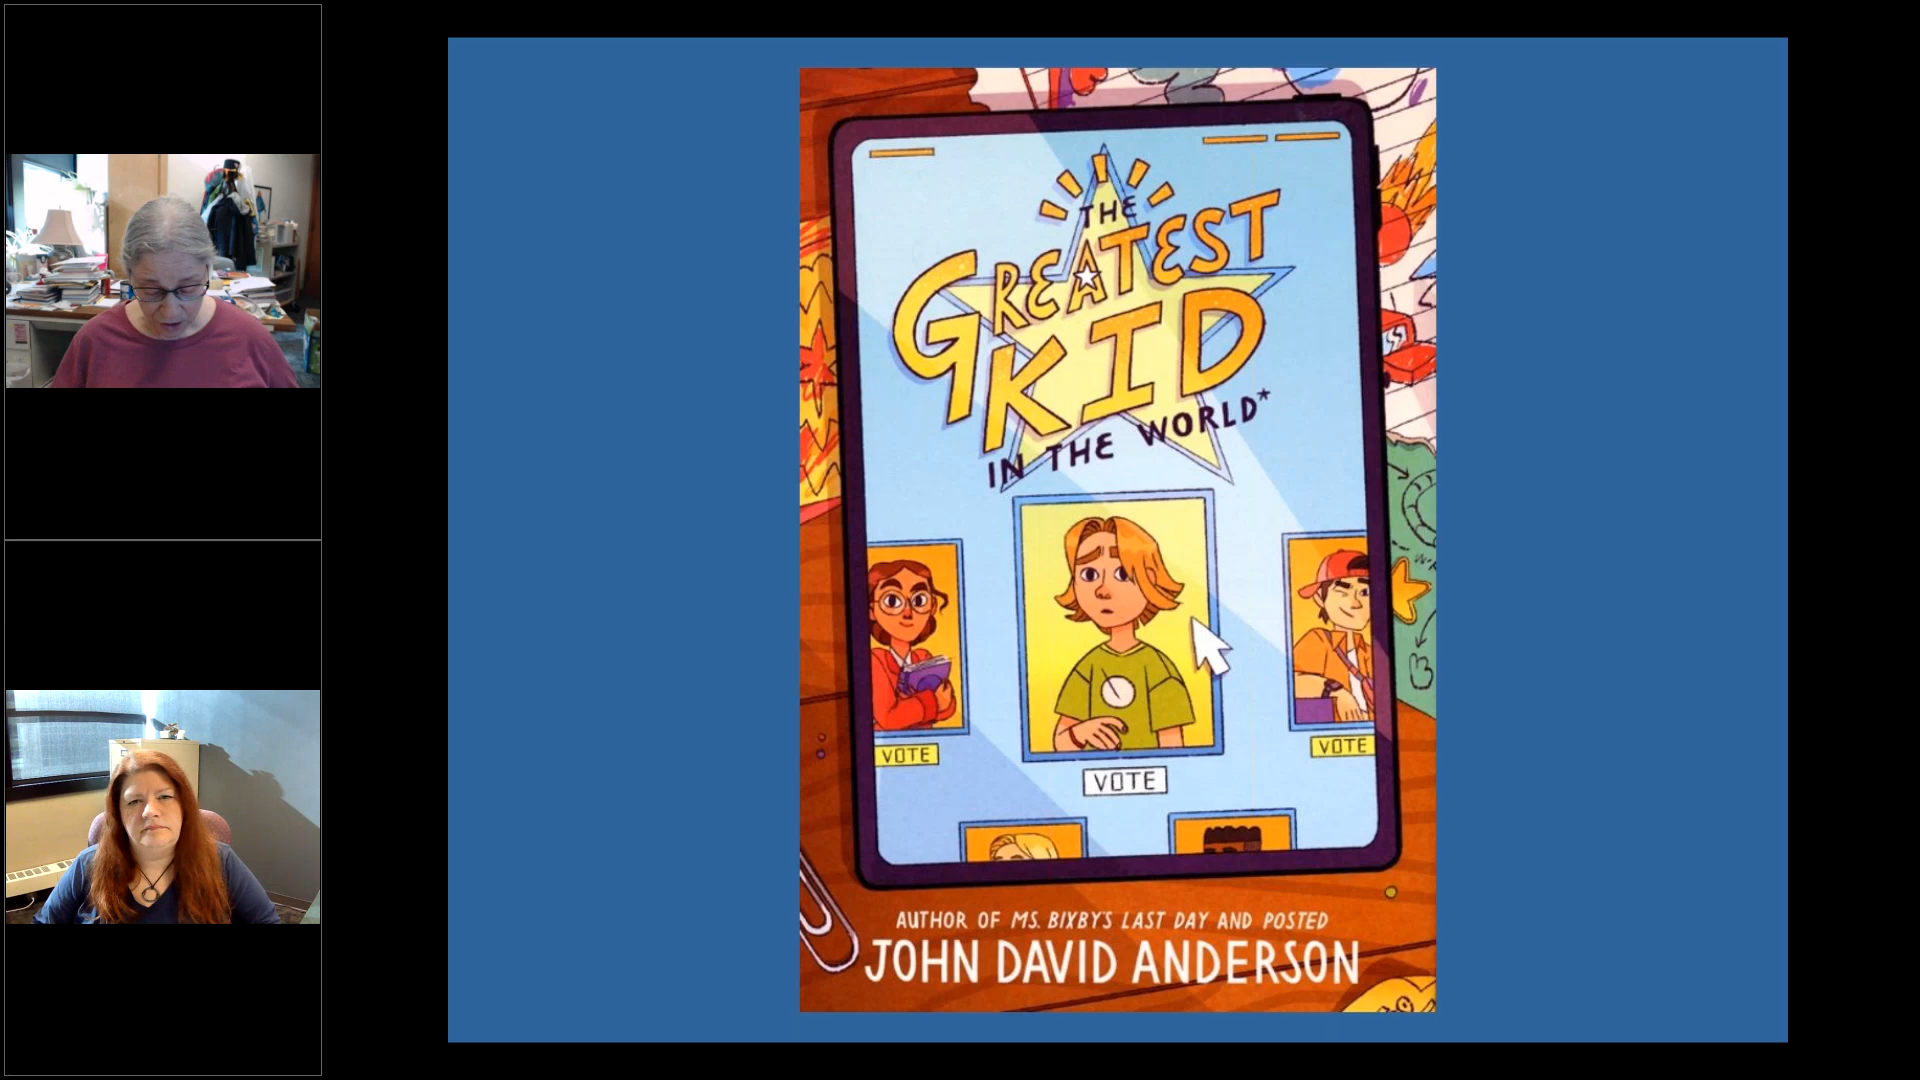 THE
GREATEST
KID
IN THE WORLD*
VOTE
VOTE
VOTE
AUTHOR OF MS. BIXBY'S LAST DAY AND POSTED
JOHN DAVID ANDERSON